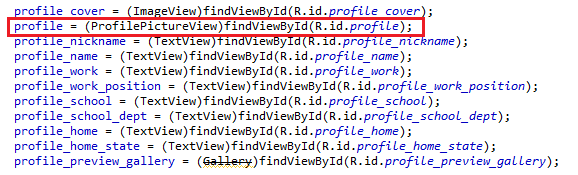 profile_cover = (ImageView)findViewById(R.id.profile_cover);
profile = (ProfilePictureView)findViewById(R.id.profile);
profile_nickname = (TextView)findViewById(R.id.profile_nickname);
profile_name = (TextView)findViewById(R.id.profile_name);
profile_work = (TextView)findViewById(R.id.profile_work);
profile_work_position = (TextView)findViewById(R.id.profile_work_position);
profile_school = (TextView)findViewById(R.id.profile_school);
profile_school_dept = (TextView)findViewById(R.id.profile_school_dept);
profile_home = (TextView)findViewById(R.id.profile_home);
profile_home_state = (TextView)findViewById(R.id.profile_home_state);
profile_preview_gallery = (Gallery)findViewById(R.id.profile_preview_gallery);